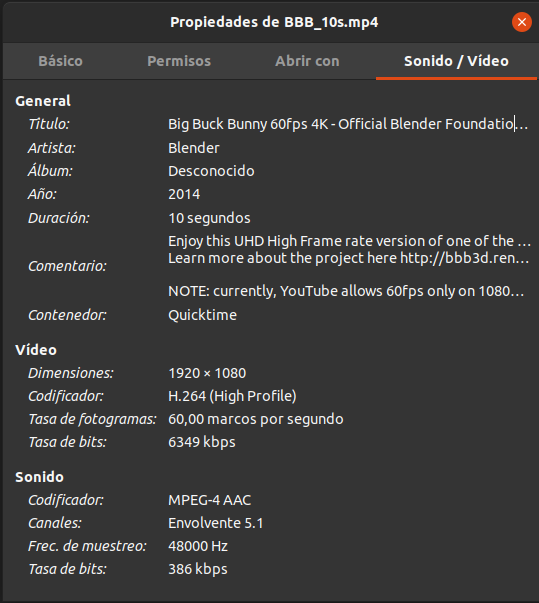 Propiedades de BBB_10s.mp4
Básico Permisos Abrir con Sonido / Vídeo
General
Título: Big Buck Bunny 60fps 4K - Official Blender Foundatio…
Artista: Blender
Álbum: Desconocido
Año: 2014
Duración: 10 segundos
Comentario: Enjoy this UHD High Frame rate version of one of the …
Learn more about the project here http://bbb3d.ren…
NOTE: currently, YouTube allows 60fps only on 1080…
Contenedor: Quicktime
Vídeo
Dimensiones: 1920 × 1080
Codificador: H.264 (High Profile)
Tasa de fotogramas: 60,00 marcos por segundo
Tasa de bits: 6349 kbps
Sonido
Codificador: MPEG-4 AAC
Canales: Envolvente 5.1
Frec. de muestreo: 48000 Hz
Tasa de bits: 386 kbps